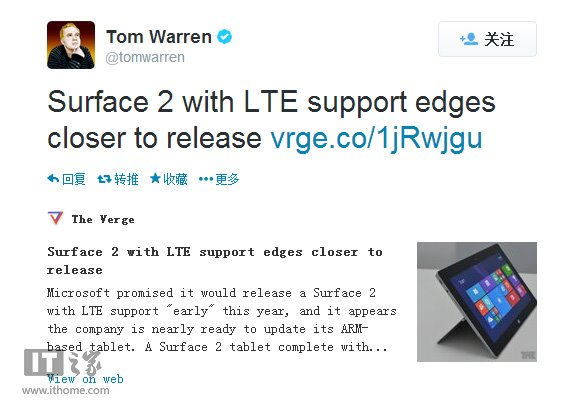 Tom Warren
@tomwarren
关注
Surface 2 with LTE support edges
closer to release vrge.co/1jRwjgu
回复 转推 收藏 更多
The Verge
Surface 2 with LTE support edges closer to
release
Microsoft promised it would release a Surface 2
with LTE support "early" this year, and it appears
the company is nearly ready to update its ARM-
based tablet. A Surface 2 tablet complete with...
View on web
IT之家
www.ithome.com